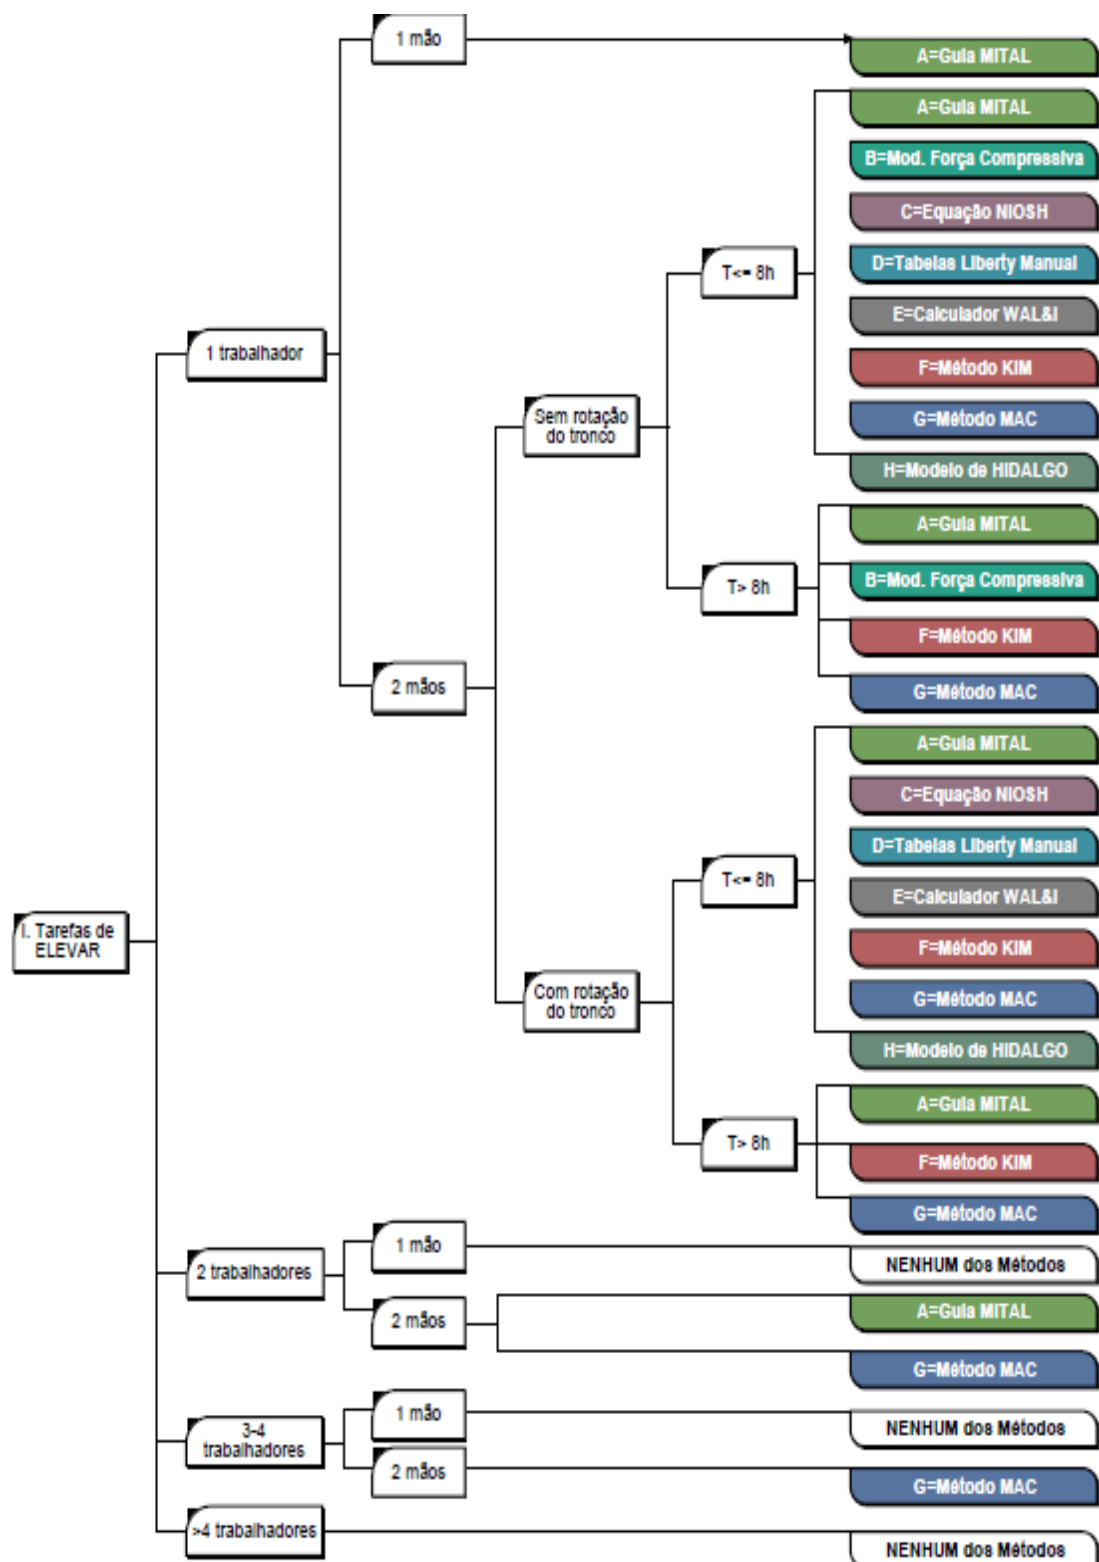 1 mão
A=Guia MITAL
A=Guia MITAL
B=Mod. Força Compressiva
C=Equação NIOSH
T<= 8h
D=Tabelas Liberty Manual
E=Calculador WAL&I
1 trabalhador
F=Método KIM
Sem rotação
do tronco
G=Método MAC
H=Modelo de HIDALGO
A=Guia MITAL
T> 8h
B=Mod. Força Compressiva
F=Método KIM
2 mãos
G=Método MAC
A=Guia MITAL
C=Equação NIOSH
D=Tabelas Liberty Manual
T<= 8h
E=Calculador WAL&I
I. Tarefas de
ELEVAR
F=Método KIM
Com rotação
do tronco
G=Método MAC
H=Modelo de HIDALGO
A=Guia MITAL
T> 8h
F=Método KIM
G=Método MAC
1 mão
2 trabalhadores
NENHUM dos Métodos
2 mãos
A=Guia MITAL
G=Método MAC
1 mão
3-4
trabalhadores
NENHUM dos Métodos
2 mãos
G=Método MAC
>4 trabalhadores
NENHUM dos Métodos